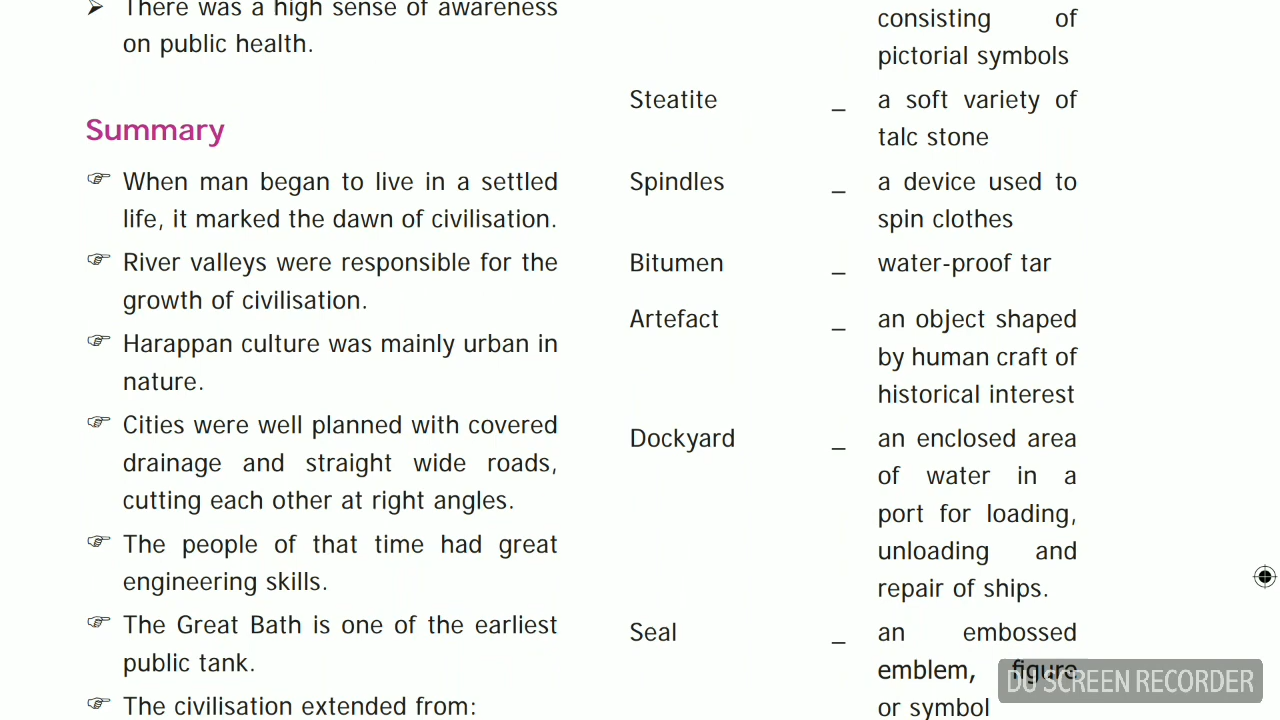 There was a high sense of awareness
on public health.
Summary
When man began to live in a settled
life, it marked the dawn of civilisation.
River valleys were responsible for the
growth of civilisation.
Harappan culture was mainly urban in
nature.
Cities were well planned with covered
drainage and straight wide roads,
cutting each other at right angles.
The people of that time had great
engineering skills.
The Great Bath is one of the earliest
public tank.
The civilisation extended from:
consisting of
pictorial symbols
Steatite _ a soft variety of
talc stone
Spindles _ a device used to
spin clothes
Bitumen _ water-proof tar
Artefact _ an object shaped
by human craft of
historical interest
Dockyard _ an enclosed area
of water in a
port for loading,
unloading and
repair of ships.
Seal _ an embossed
emblem, figure
or symbol
DU SCREEN RECORDER